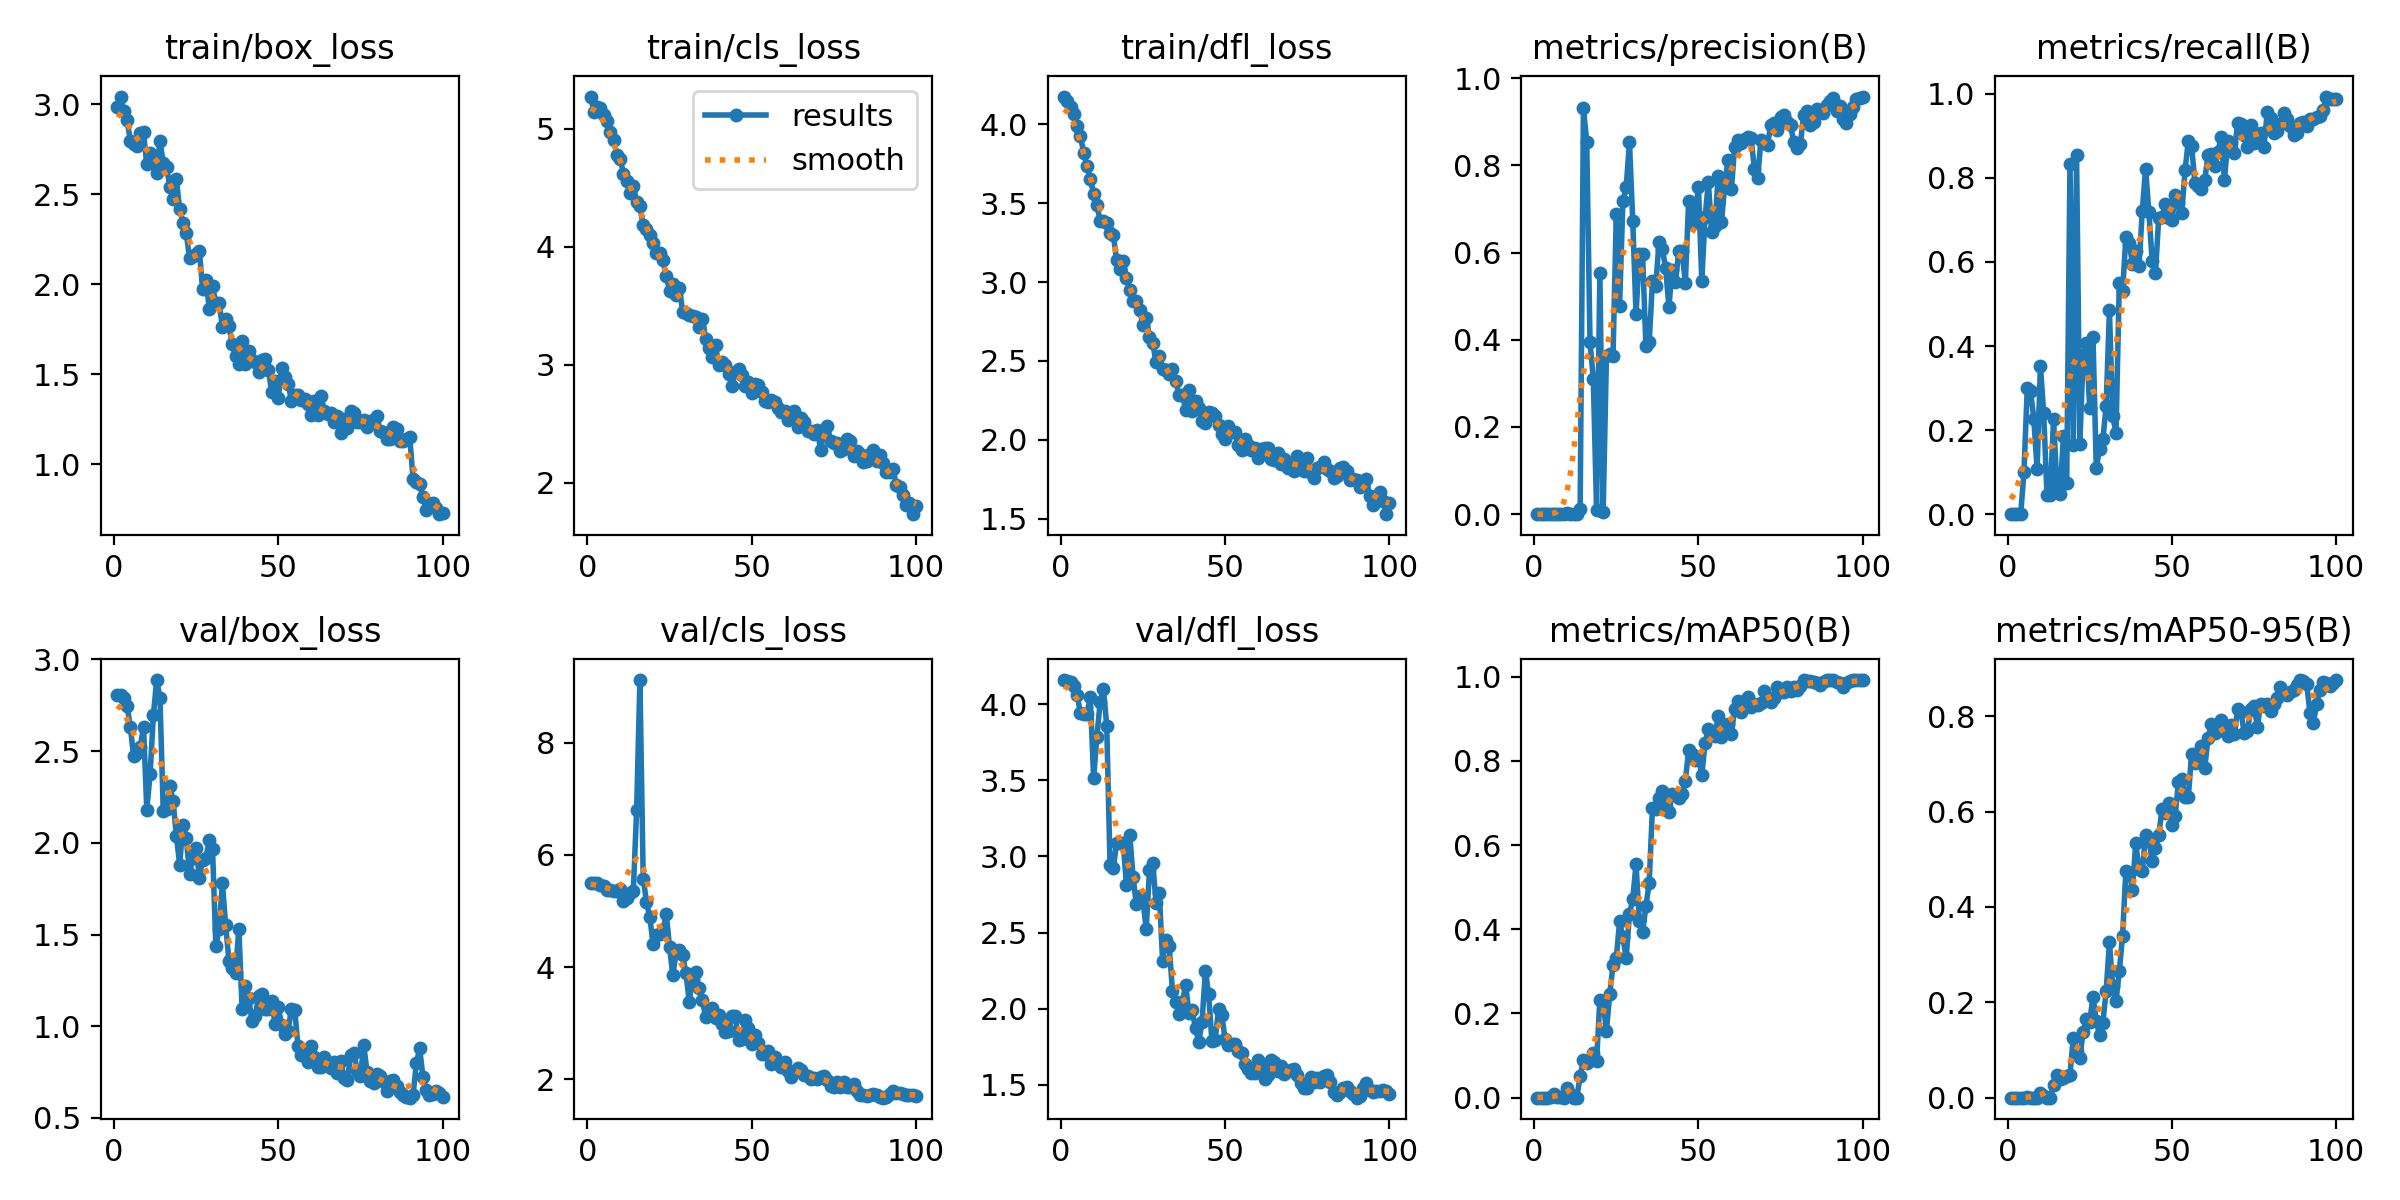 train/box_loss
3.0
2.5
2.0
1.5
1.0
0 50 100
train/cls_loss
results
smooth
5
4
3
2
0 50 100
train/dfl_loss
4.0
3.5
3.0
2.5
2.0
1.5
0 50 100
metrics/precision(B)
1.0
0.8
0.6
0.4
0.2
0.0
0 50 100
metrics/recall(B)
1.0
0.8
0.6
0.4
0.2
0.0
0 50 100
val/box_loss
3.0
2.5
2.0
1.5
1.0
0.5
0 50 100
val/cls_loss
8
6
4
2
0 50 100
val/dfl_loss
4.0
3.5
3.0
2.5
2.0
1.5
0 50 100
metrics/mAP50(B)
1.0
0.8
0.6
0.4
0.2
0.0
0 50 100
metrics/mAP50-95(B)
0.8
0.6
0.4
0.2
0.0
0 50 100